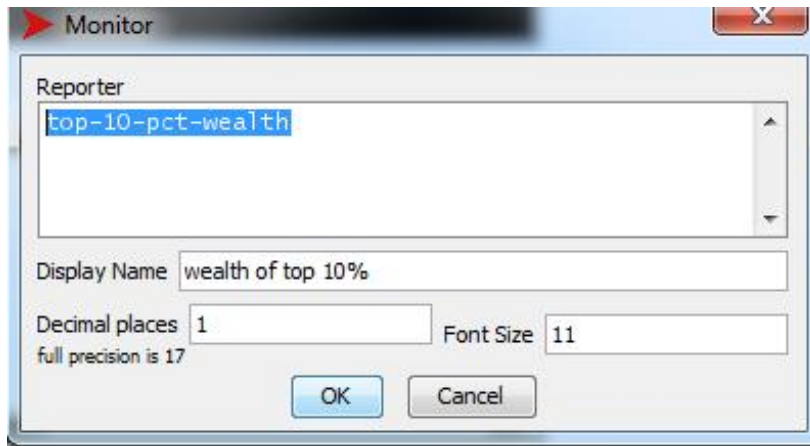 Monitor
Reporter
top-10-pct-wealth
Display Name wealth of top 10%
Decimal places 1 Font Size 11
full precision is 17
OK Cancel